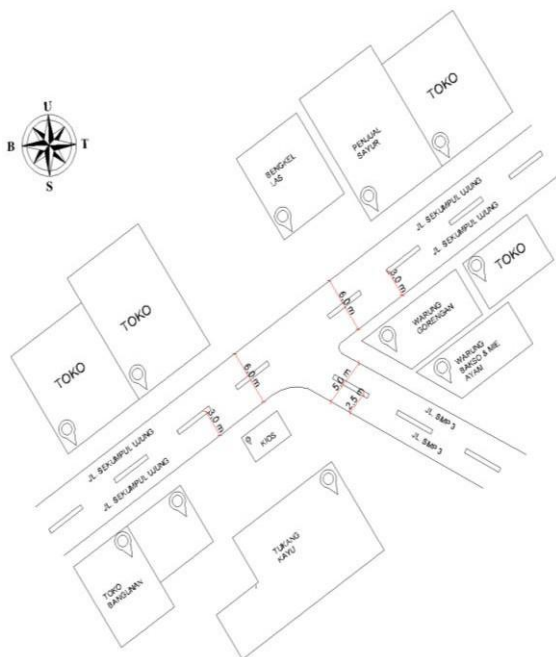 U
B
T
S
TOKO
PENJUAL
SAYUR
BENGKEL
LAS
JL SEKUMPUL UJUNG
JL SEKUMPUL UJUNG
3,0 m
6,0 m
TOKO
WARUNG
GORENGAN
WARUNG
BAKSO & MIE
AYAM
TOKO
TOKO
6,0 m
5,0 m
2,5 m
3,0 m
KIOS
JL SMP 3
JL SMP 3
JL SEKUMPUL UJUNG
JL SEKUMPUL UJUNG
TUKANG
KAYU
TOKO
BANGUNAN